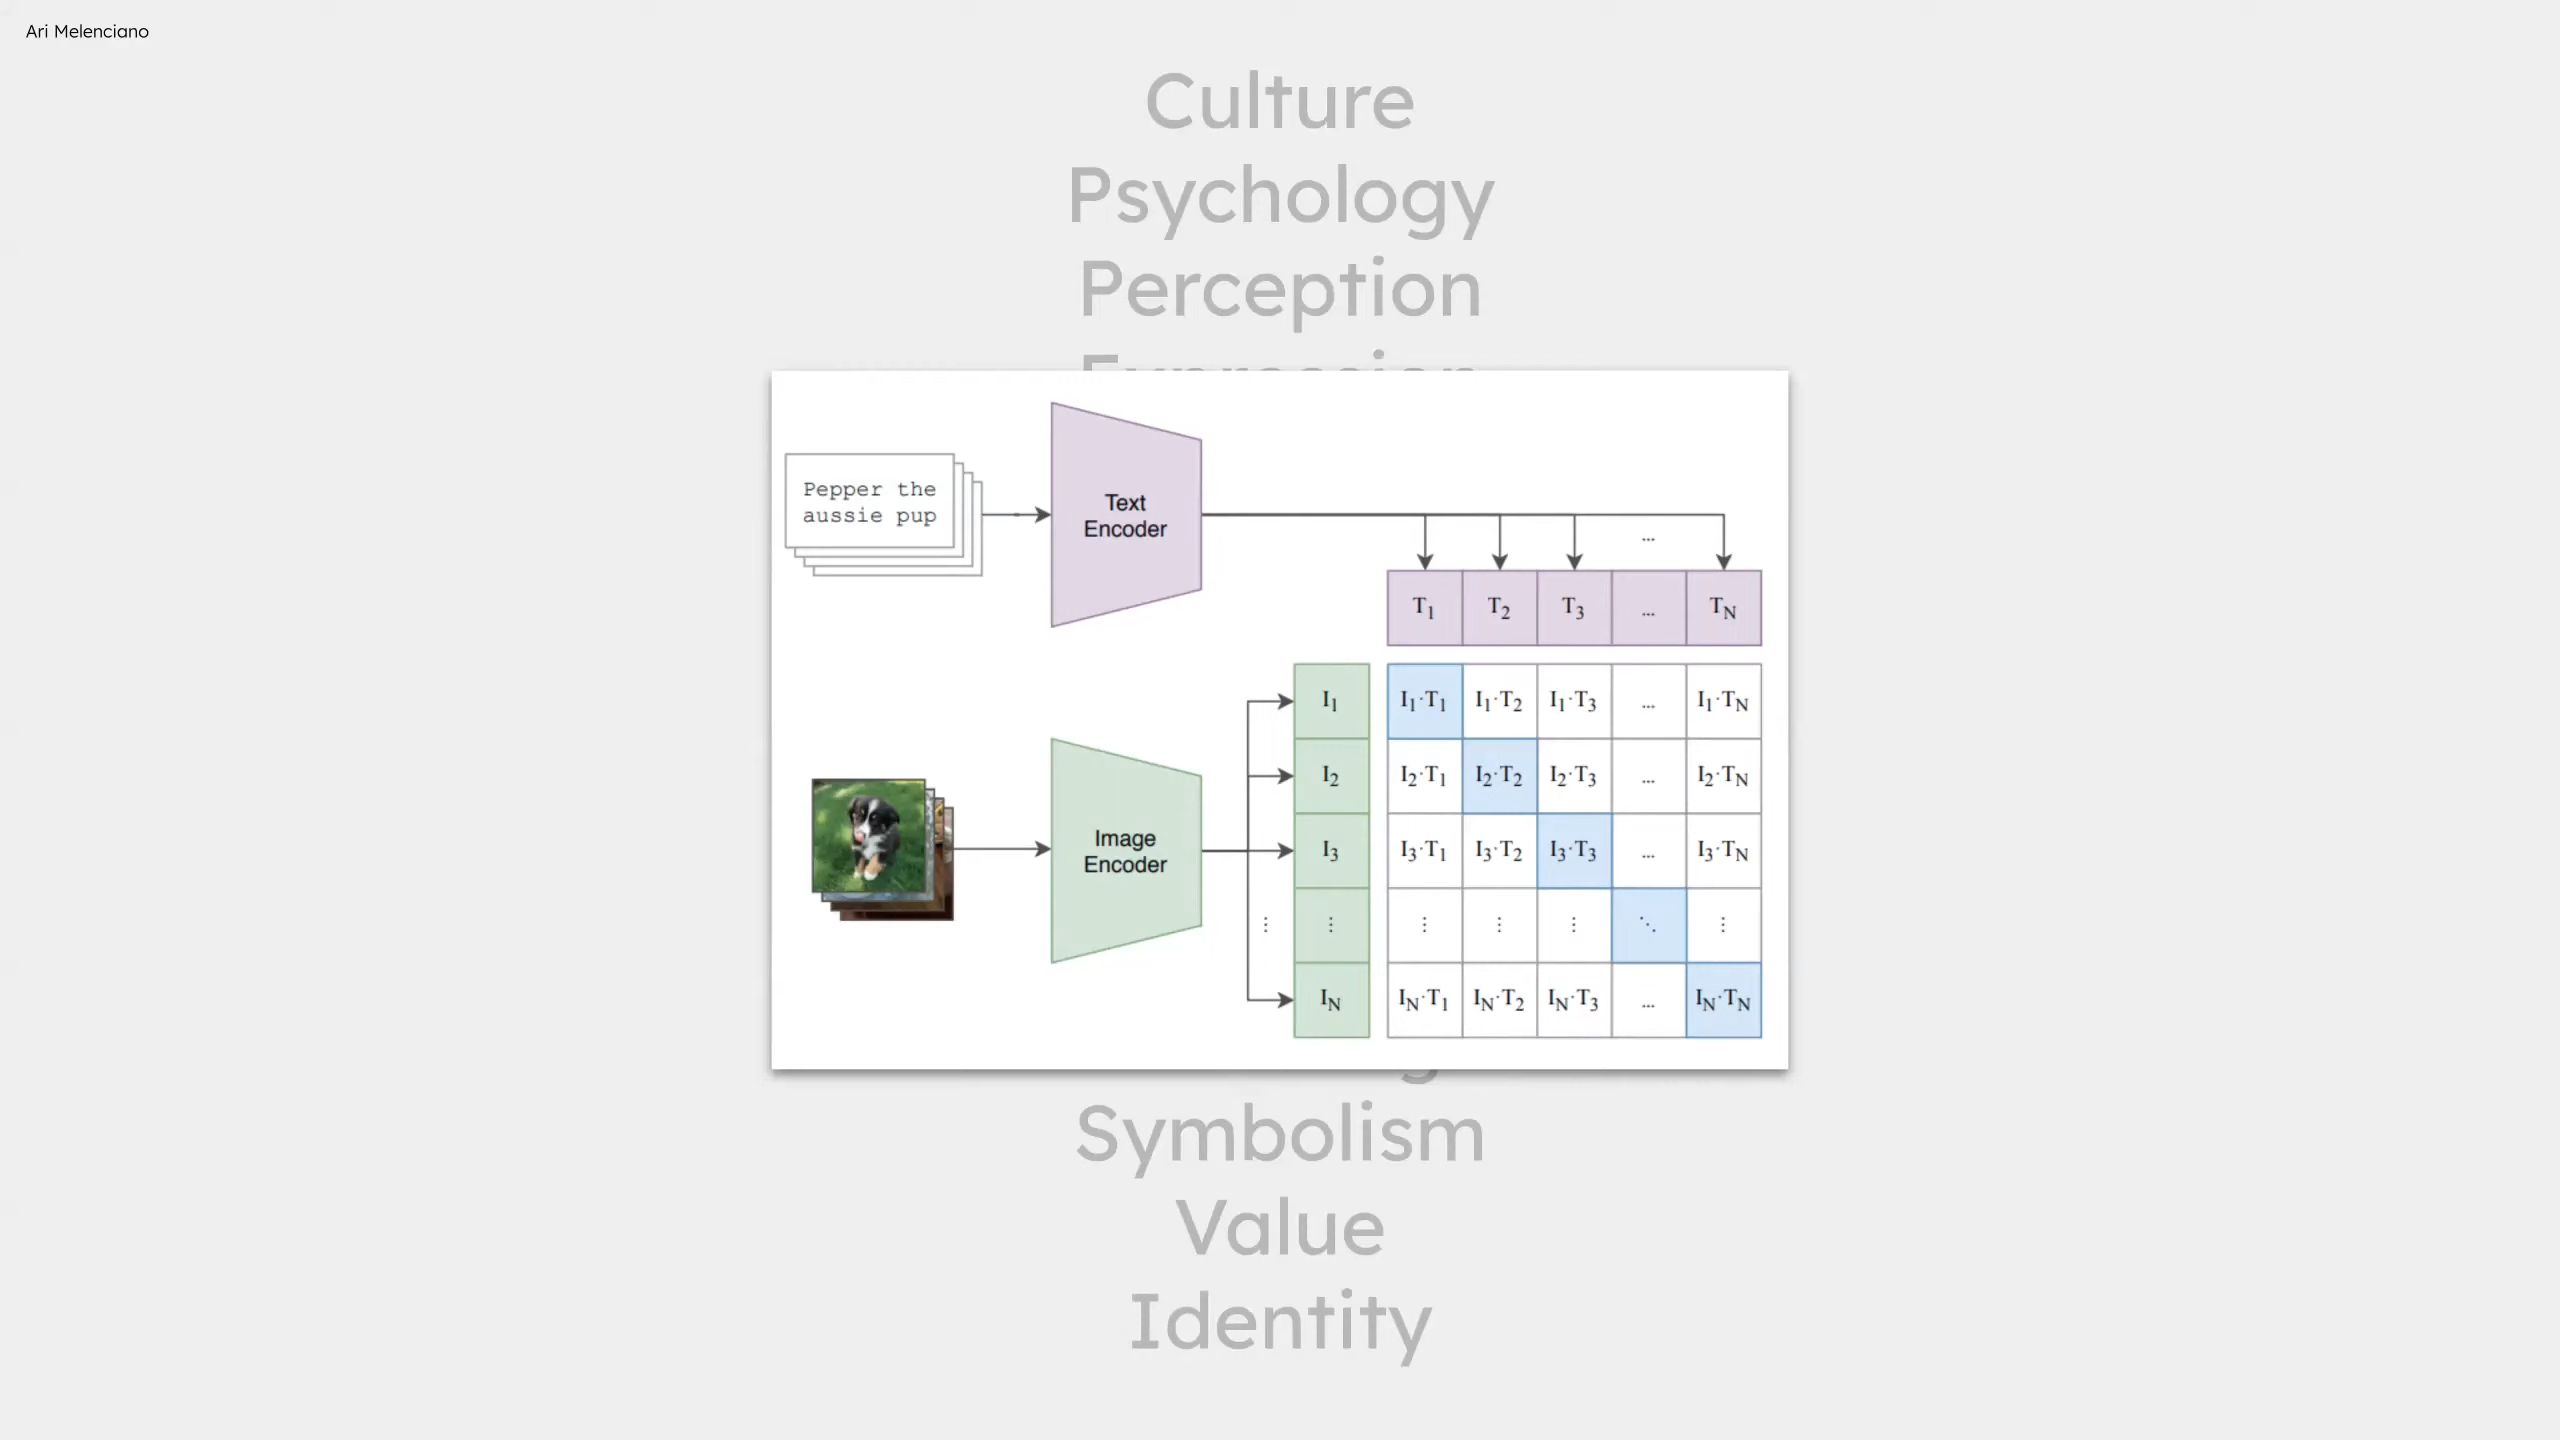 Ari Melenciano
Culture
Psychology
Perception
Expression
Pepper the
aussie pup
Text
Encoder
...
T1 T2 T3 ... TN
Image
Encoder
I1 I1·T1 I1·T2 I1·T3 ... I1·TN
I2 I2·T1 I2·T2 I2·T3 ... I2·TN
I3 I3·T1 I3·T2 I3·T3 ... I3·TN
⋮ ⋮ ⋮ ⋮ ⋮ ⋱ ⋮
IN IN·T1 IN·T2 IN·T3 ... IN·TN
Symbolism
Value
Identity